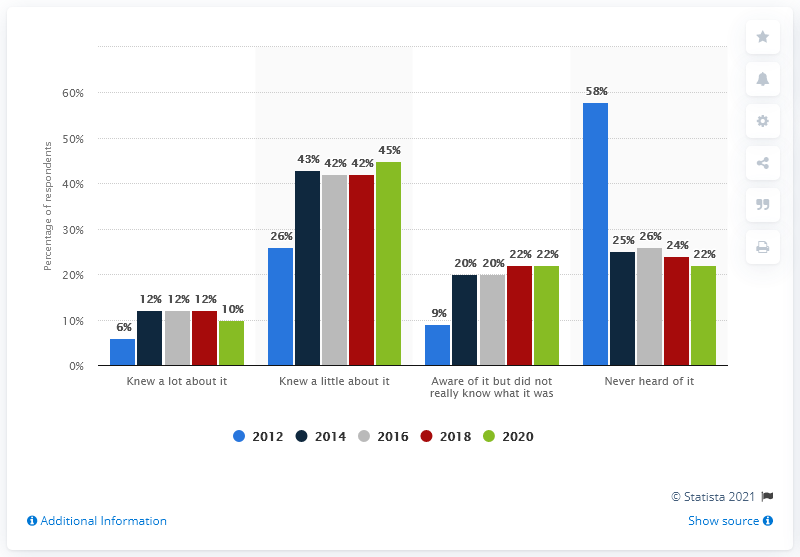 60%
50%
40%
30%
20%
10%
0%
Percentage of respondents
6%
12%
12%
12%
10%
26%
43%
42%
42%
45%
9%
20%
20%
22%
22%
58%
25%
26%
24%
22%
Knew a lot about it
Knew a little about it
Aware of it but did not
really know what it was
Never heard of it
2012 2014 2016 2018 2020
© Statista 2021
Additional Information
Show source